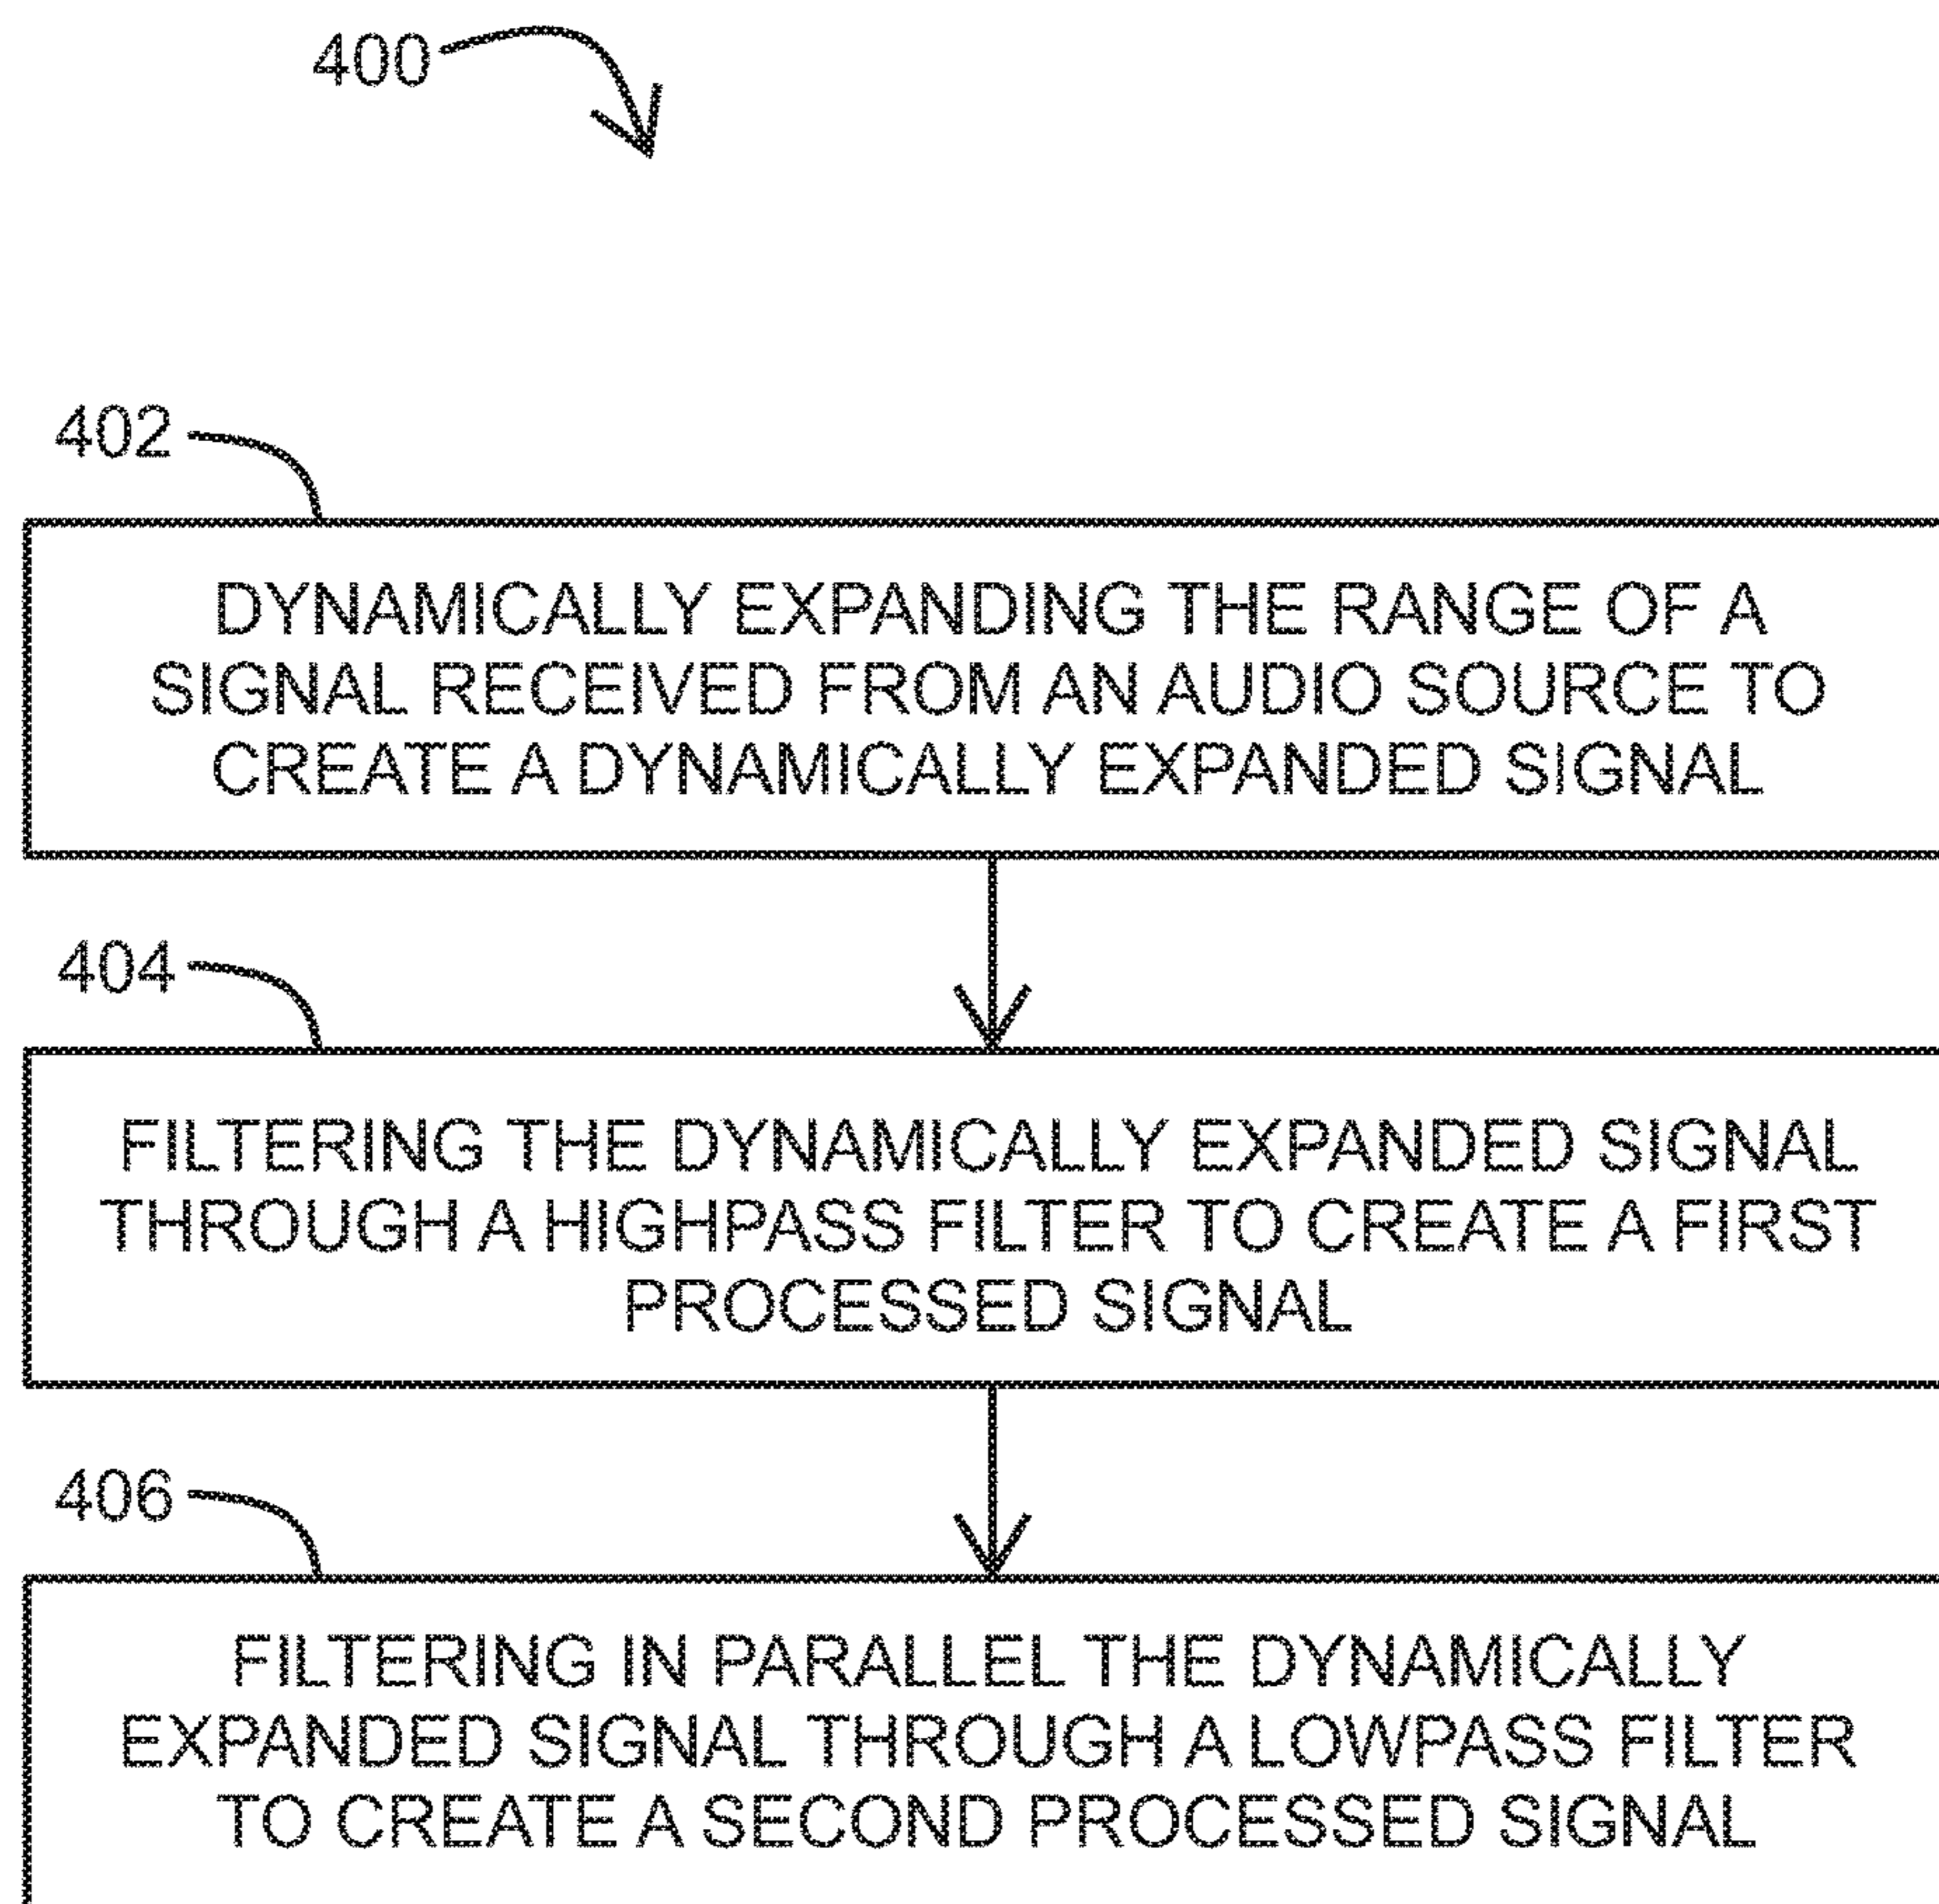 400
402
DYNAMICALLY EXPANDING THE RANGE OF A
SIGNAL RECEIVED FROM AN AUDIO SOURCE TO
CREATE A DYNAMICALLY EXPANDED SIGNAL
404
FILTERING THE DYNAMICALLY EXPANDED SIGNAL
THROUGH A HIGHPASS FILTER TO CREATE A FIRST
PROCESSED SIGNAL
406
FILTERING IN PARALLEL THE DYNAMICALLY
EXPANDED SIGNAL THROUGH A LOWPASS FILTER
TO CREATE A SECOND PROCESSED SIGNAL